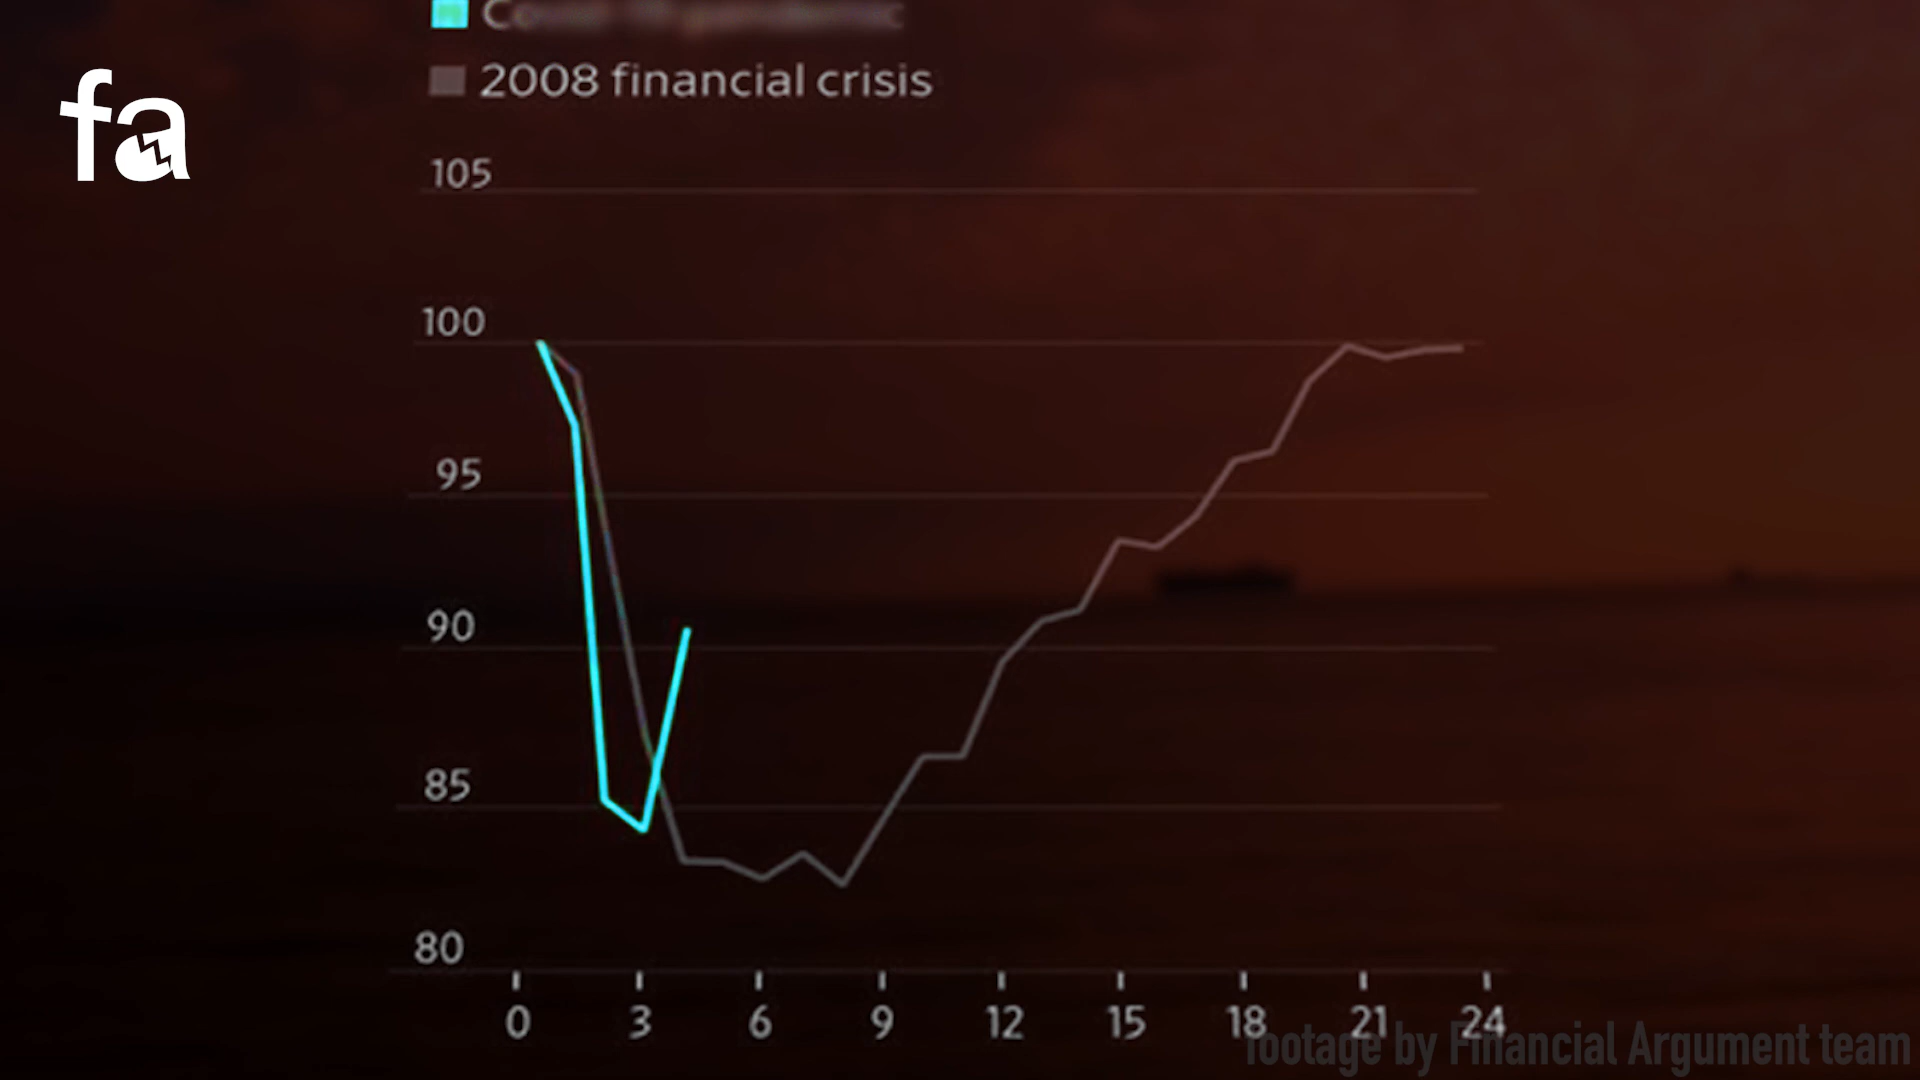 fa
2008 financial crisis
105
100
95
90
85
80
0 3 6 9 12 15 18 21 24
footage by Financial Argument team